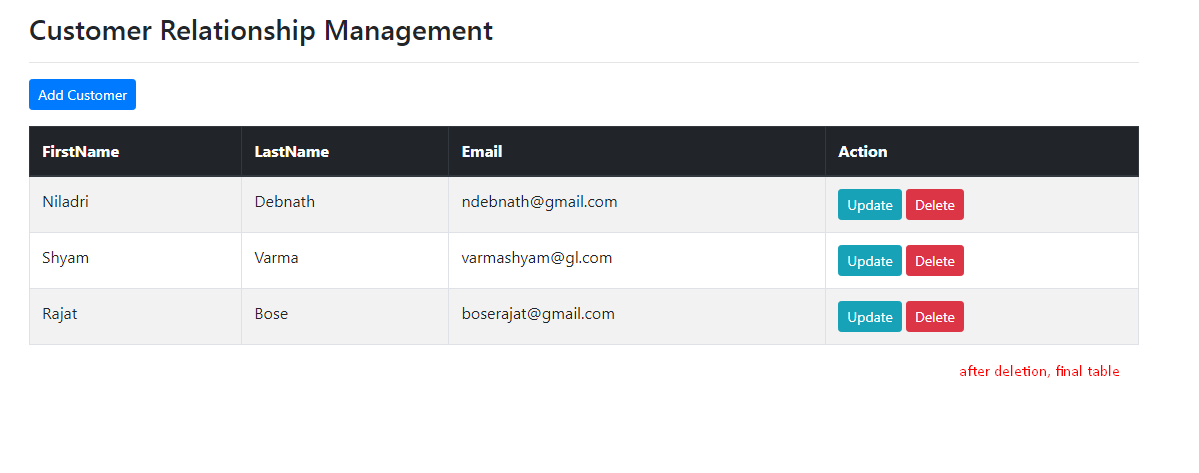 Customer Relationship Management
Add Customer
FirstName LastName Email Action
Niladri Debnath ndebnath@gmail.com Update Delete
Shyam Varma varmashyam@gl.com Update Delete
Rajat Bose boserajat@gmail.com Update Delete
after deletion, final table